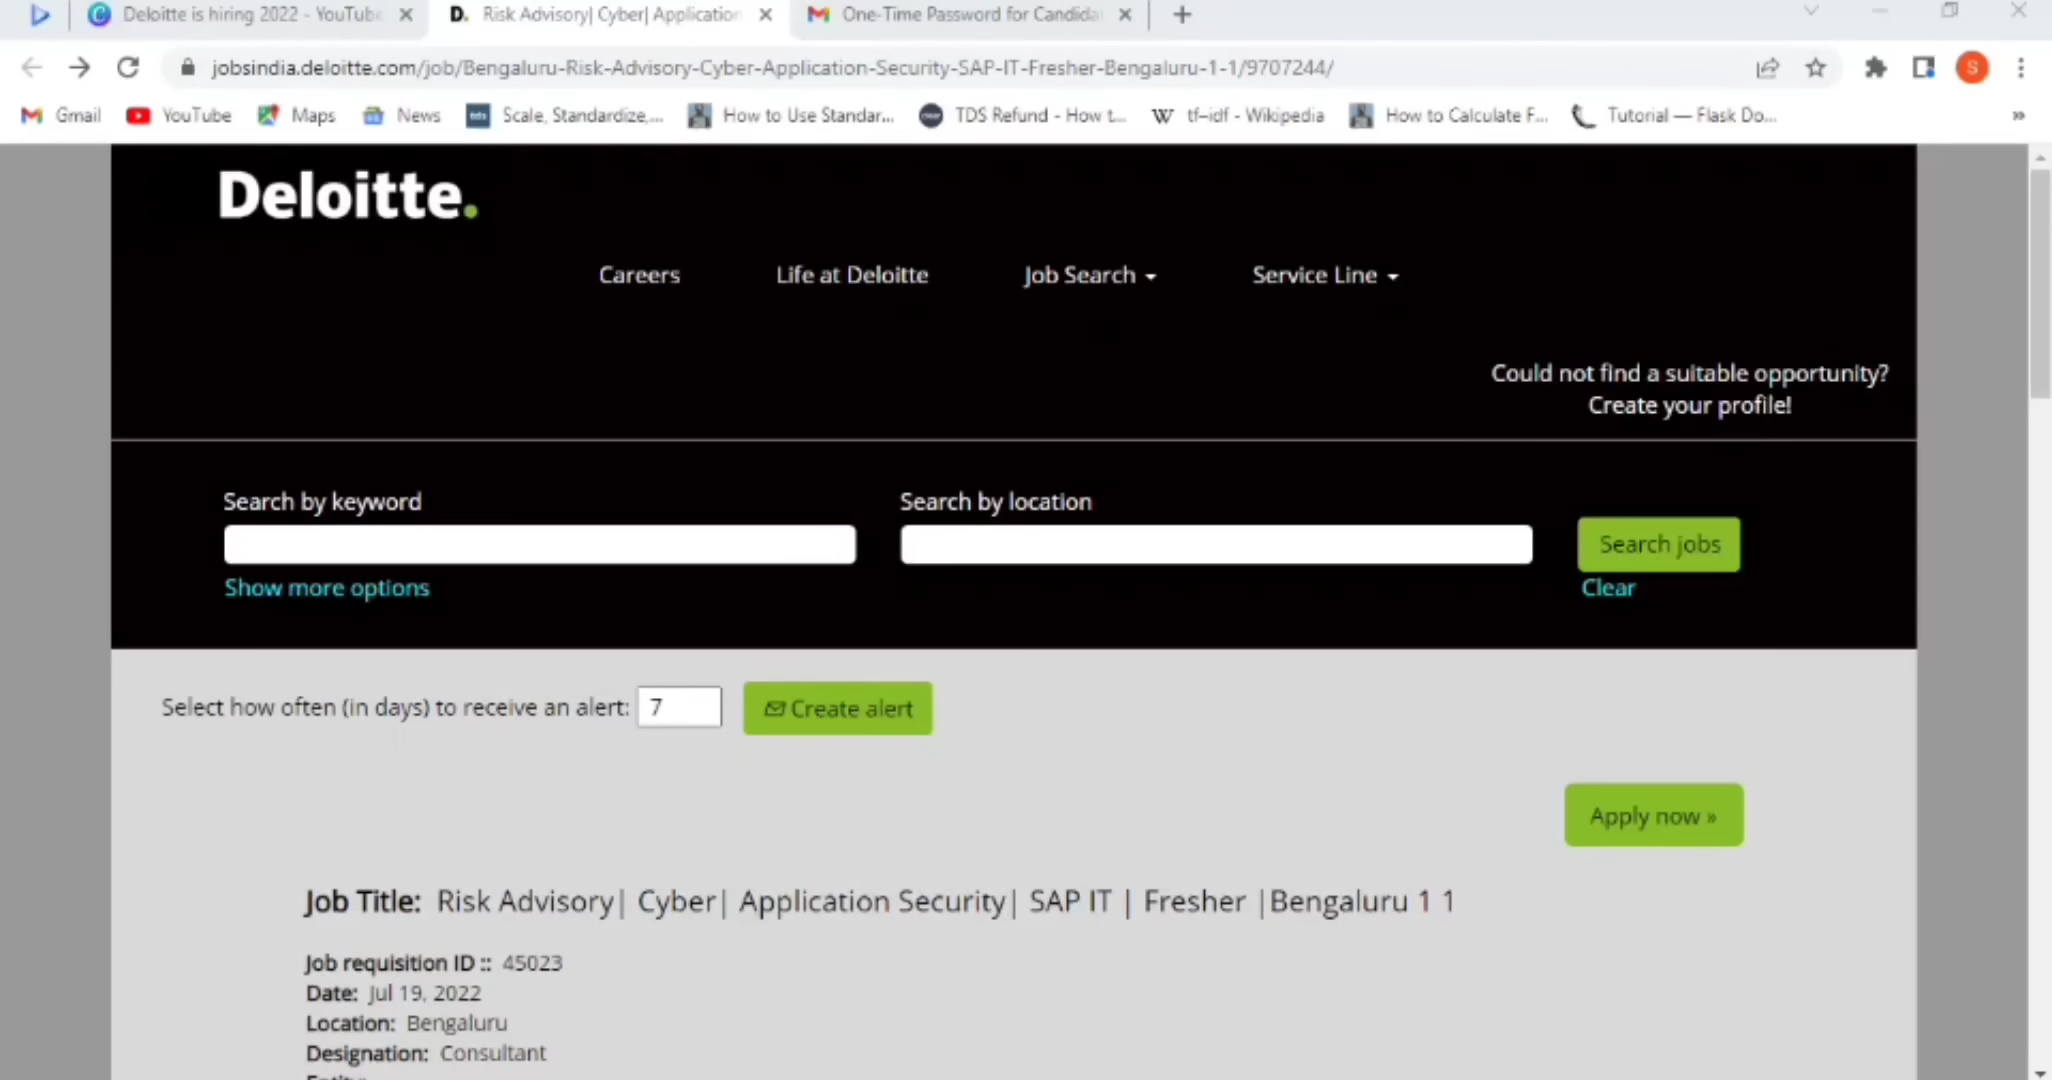 Deloitte is hiring 2022 - YouTube
D. Risk Advisory| Cyber| Application
One-Time Password for Candida
jobsindia.deloitte.com/job/Bengaluru-Risk-Advisory-Cyber-Application-Security-SAP-IT-Fresher-Bengaluru-1-1/9707244/
S
Gmail YouTube Maps News Scale, Standardize,... How to Use Standar... TDS Refund - How t... W tf–idf - Wikipedia How to Calculate F... Tutorial — Flask Do... »
Deloitte.
Careers Life at Deloitte Job Search Service Line
Could not find a suitable opportunity?
Create your profile!
Search by keyword Search by location
Search jobs
Show more options Clear
Select how often (in days) to receive an alert: 7 Create alert
Apply now »
Job Title: Risk Advisory| Cyber| Application Security| SAP IT | Fresher |Bengaluru 1 1
Job requisition ID :: 45023
Date: Jul 19, 2022
Location: Bengaluru
Designation: Consultant